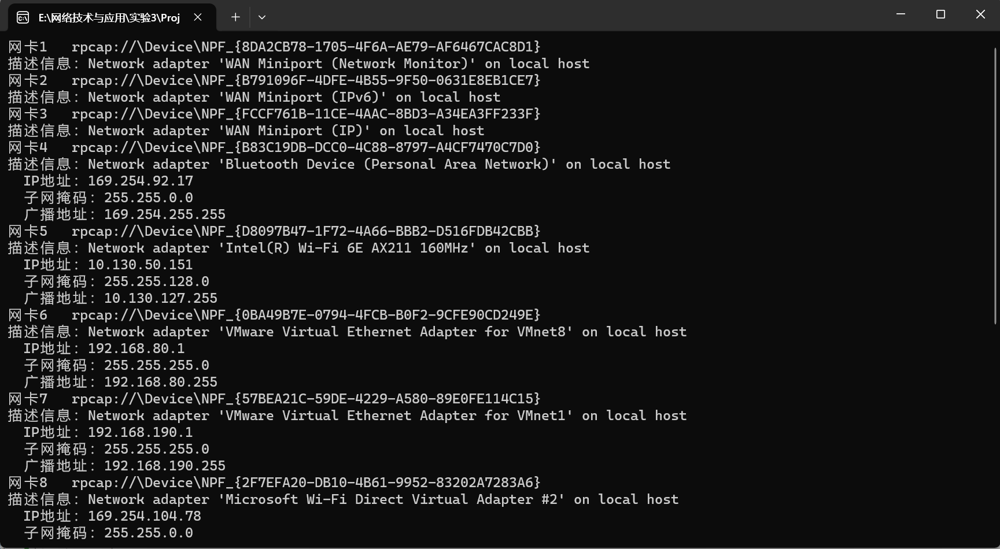 E:\网络技术与应用\实验3\Proj
网卡1   rpcap://\Device\NPF_{8DA2CB78-1705-4F6A-AE79-AF6467CAC8D1}
描述信息：Network adapter 'WAN Miniport (Network Monitor)' on local host
网卡2   rpcap://\Device\NPF_{B791096F-4DFE-4B55-9F50-0631E8EB1CE7}
描述信息：Network adapter 'WAN Miniport (IPv6)' on local host
网卡3   rpcap://\Device\NPF_{FCCF761B-11CE-4AAC-8BD3-A34EA3FF233F}
描述信息：Network adapter 'WAN Miniport (IP)' on local host
网卡4   rpcap://\Device\NPF_{B83C19DB-DCC0-4C88-8797-A4CF7470C7D0}
描述信息：Network adapter 'Bluetooth Device (Personal Area Network)' on local host
  IP地址：169.254.92.17
  子网掩码：255.255.0.0
  广播地址：169.254.255.255
网卡5   rpcap://\Device\NPF_{D8097B47-1F72-4A66-BBB2-D516FDB42CBB}
描述信息：Network adapter 'Intel(R) Wi-Fi 6E AX211 160MHz' on local host
  IP地址：10.130.50.151
  子网掩码：255.255.128.0
  广播地址：10.130.127.255
网卡6   rpcap://\Device\NPF_{0BA49B7E-0794-4FCB-B0F2-9CFE90CD249E}
描述信息：Network adapter 'VMware Virtual Ethernet Adapter for VMnet8' on local host
  IP地址：192.168.80.1
  子网掩码：255.255.255.0
  广播地址：192.168.80.255
网卡7   rpcap://\Device\NPF_{57BEA21C-59DE-4229-A580-89E0FE114C15}
描述信息：Network adapter 'VMware Virtual Ethernet Adapter for VMnet1' on local host
  IP地址：192.168.190.1
  子网掩码：255.255.255.0
  广播地址：192.168.190.255
网卡8   rpcap://\Device\NPF_{2F7EFA20-DB10-4B61-9952-83202A7283A6}
描述信息：Network adapter 'Microsoft Wi-Fi Direct Virtual Adapter #2' on local host
  IP地址：169.254.104.78
  子网掩码：255.255.0.0